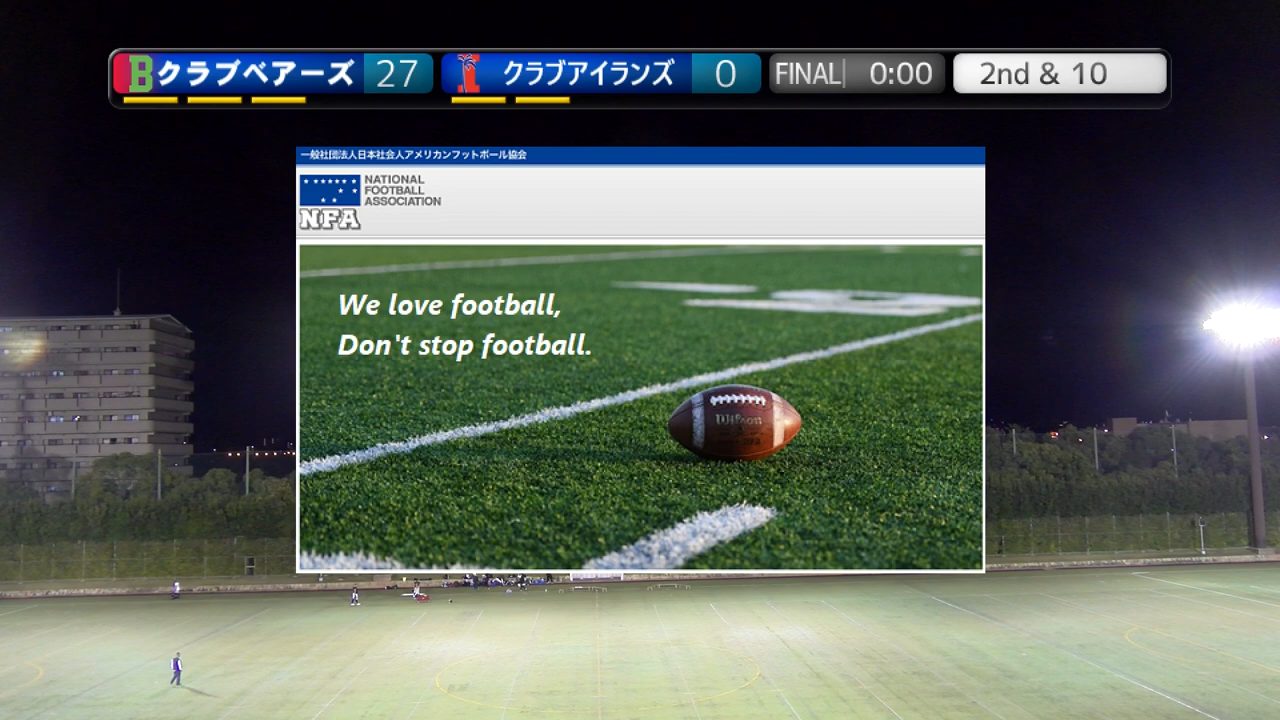 B クラブベアーズ 27 I クラブアイランズ 0 FINAL 0:00 2nd & 10
一般社団法人日本社会人アメリカンフットボール協会
NATIONAL
FOOTBALL
ASSOCIATION
NFA
We love football,
Don't stop football.
Wilson